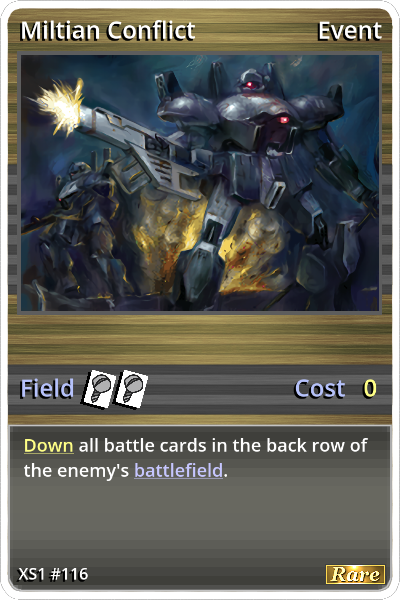 Miltian Conflict Event
Field Cost 0
Down all battle cards in the back row of
the enemy's battlefield.
XS1 #116 Rare